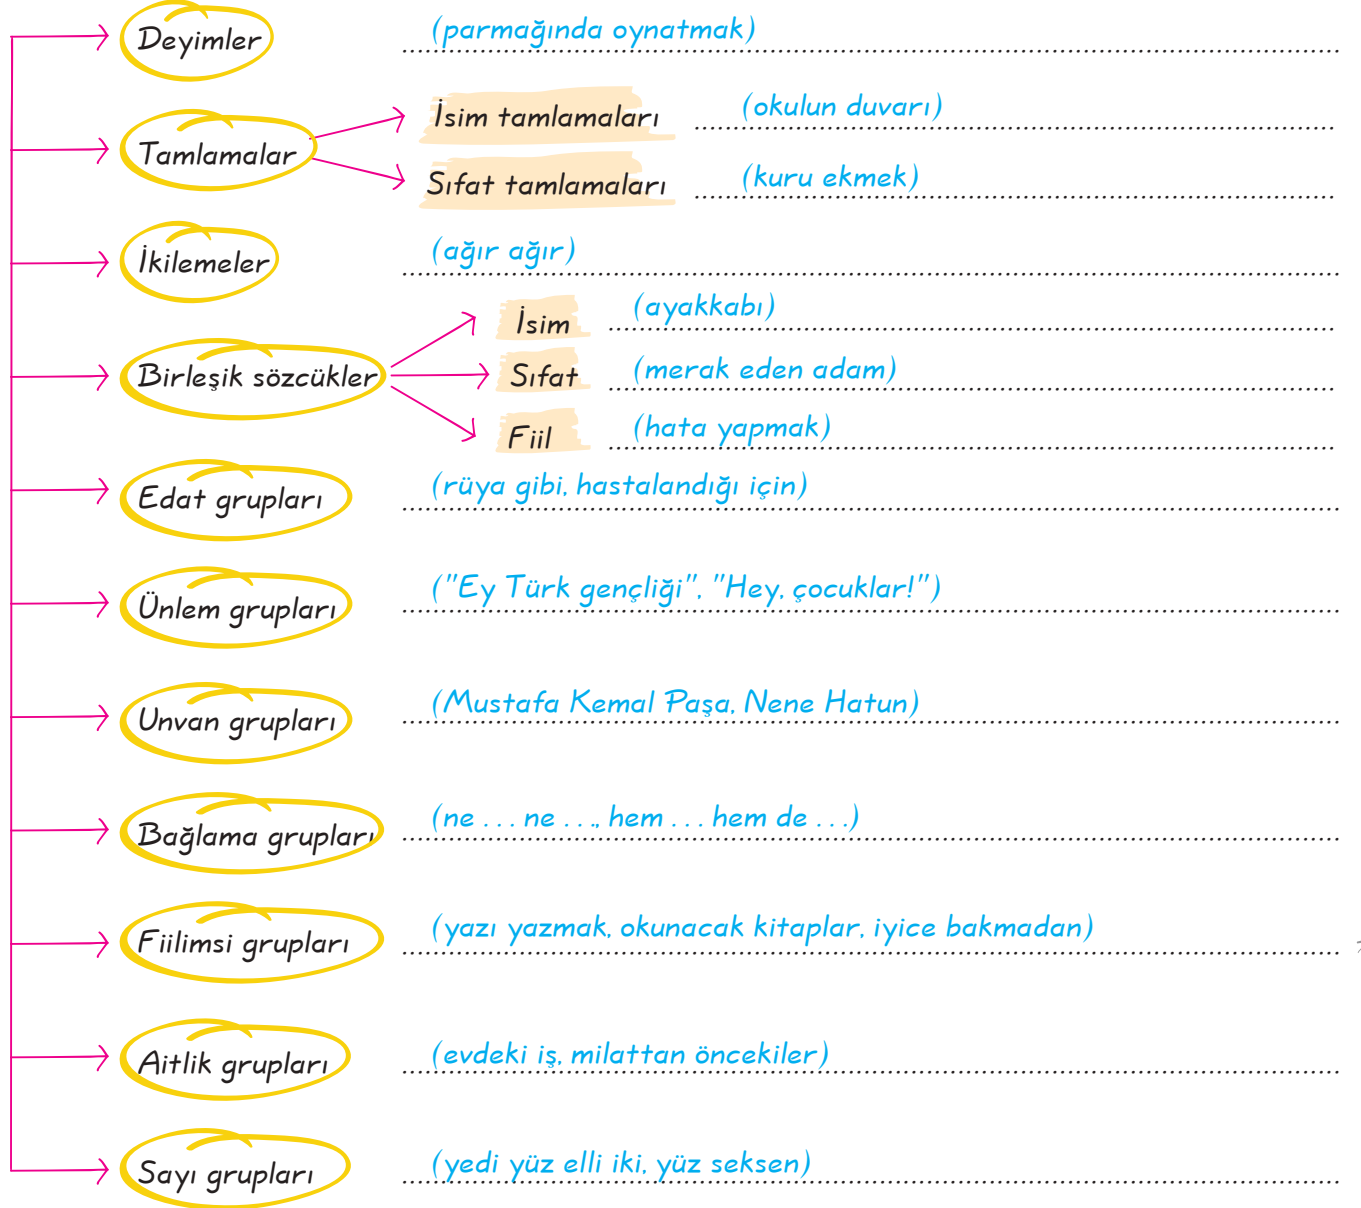 Deyimler (parmağında oynatmak)
Tamlamalar
İsim tamlamaları (okulun duvarı)
Sıfat tamlamaları (kuru ekmek)
İkilemeler (ağır ağır)
Birleşik sözcükler
İsim (ayakkabı)
Sıfat (merak eden adam)
Fiil (hata yapmak)
Edat grupları (rüya gibi, hastalandığı için)
Ünlem grupları ("Ey Türk gençliği", "Hey, çocuklar!")
Unvan grupları (Mustafa Kemal Paşa, Nene Hatun)
Bağlama grupları (ne . . . ne . . ., hem . . . hem de . . .)
Fiilimsi grupları (yazı yazmak, okunacak kitaplar, iyice bakmadan)
Aitlik grupları (evdeki iş, milattan öncekiler)
Sayı grupları (yedi yüz elli iki, yüz seksen)